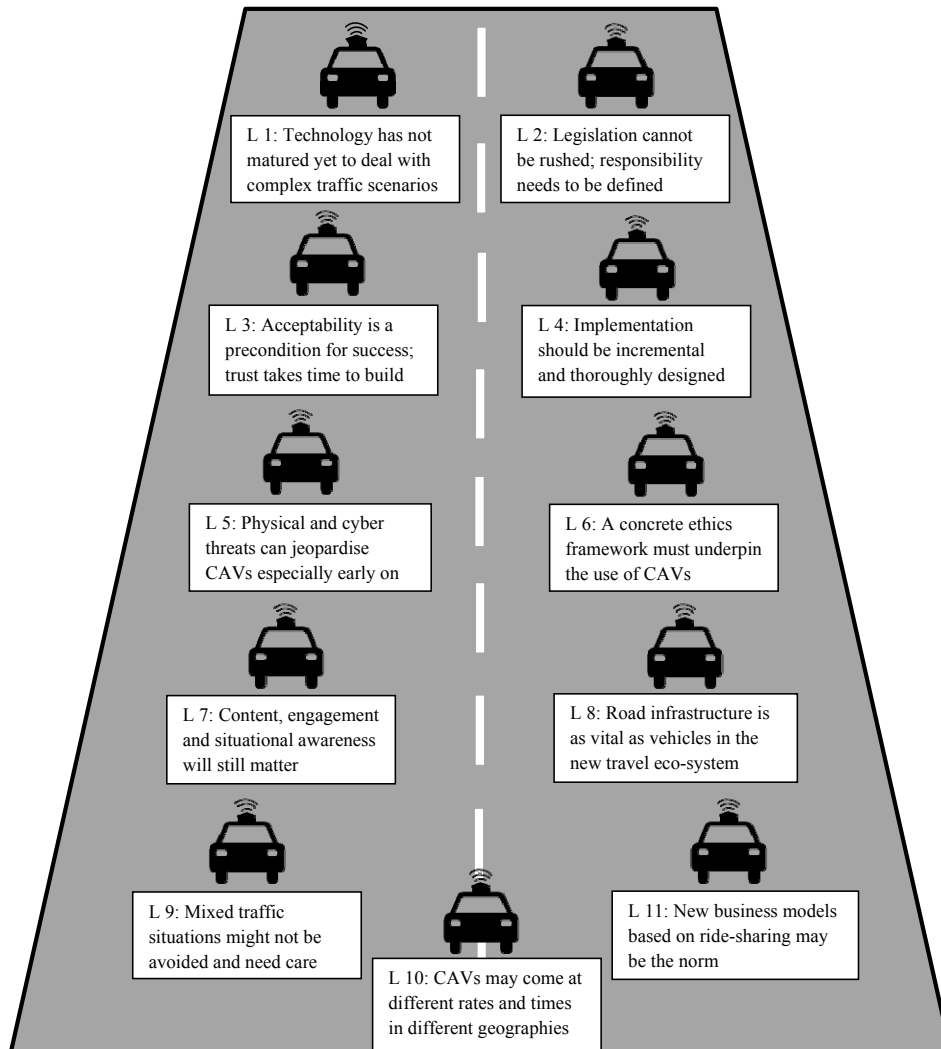 L 1: Technology has not
matured yet to deal with
complex traffic scenarios
L 2: Legislation cannot
be rushed; responsibility
needs to be defined
L 3: Acceptability is a
precondition for success;
trust takes time to build
L 4: Implementation
should be incremental
and thoroughly designed
L 5: Physical and cyber
threats can jeopardise
CAVs especially early on
L 6: A concrete ethics
framework must underpin
the use of CAVs
L 7: Content, engagement
and situational awareness
will still matter
L 8: Road infrastructure is
as vital as vehicles in the
new travel eco-system
L 9: Mixed traffic
situations might not be
avoided and need care
L 10: CAVs may come at
different rates and times
in different geographies
L 11: New business models
based on ride-sharing may
be the norm